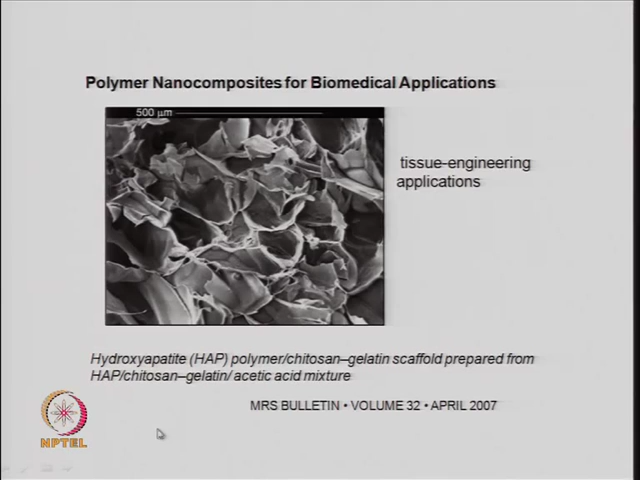 Polymer Nanocomposites for Biomedical Applications
500 µm
tissue-engineering
applications
Hydroxyapatite (HAP) polymer/chitosan–gelatin scaffold prepared from
HAP/chitosan–gelatin/ acetic acid mixture
MRS BULLETIN • VOLUME 32 • APRIL 2007
NPTEL